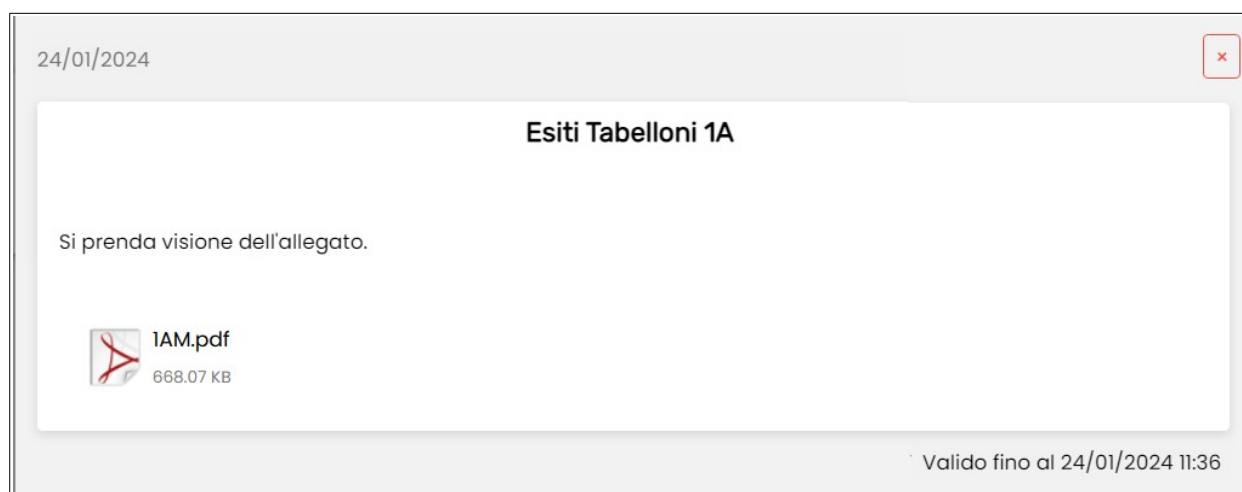 24/01/2024
×
Esiti Tabelloni 1A
Si prenda visione dell'allegato.
1AM.pdf
668.07 KB
Valido fino al 24/01/2024 11:36